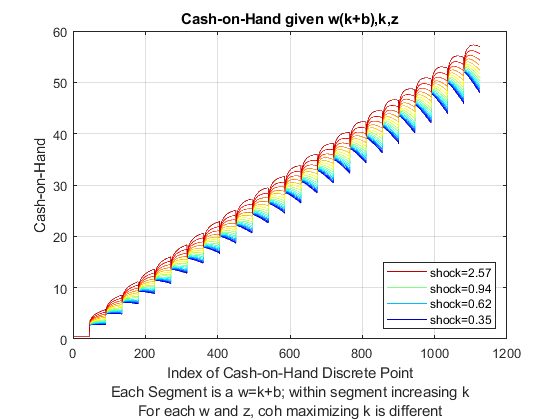 Cash-on-Hand given w(k+b),k,z
60
50
40
30
20
10
0
Cash-on-Hand
shock=2.57
shock=0.94
shock=0.62
shock=0.35
0 200 400 600 800 1000 1200
Index of Cash-on-Hand Discrete Point
Each Segment is a w=k+b; within segment increasing k
For each w and z, coh maximizing k is different